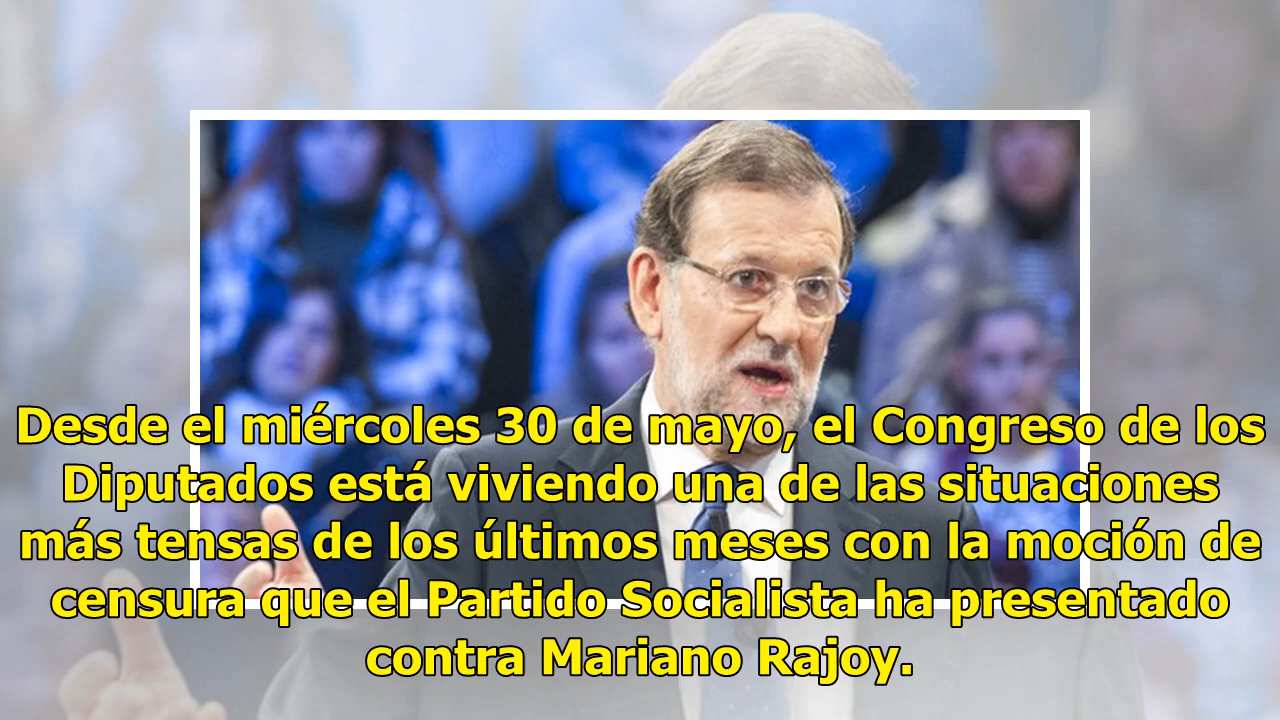 Desde el miércoles 30 de mayo, el Congreso de los
Diputados está viviendo una de las situaciones
más tensas de los últimos meses con la moción de
censura que el Partido Socialista ha presentado
contra Mariano Rajoy.